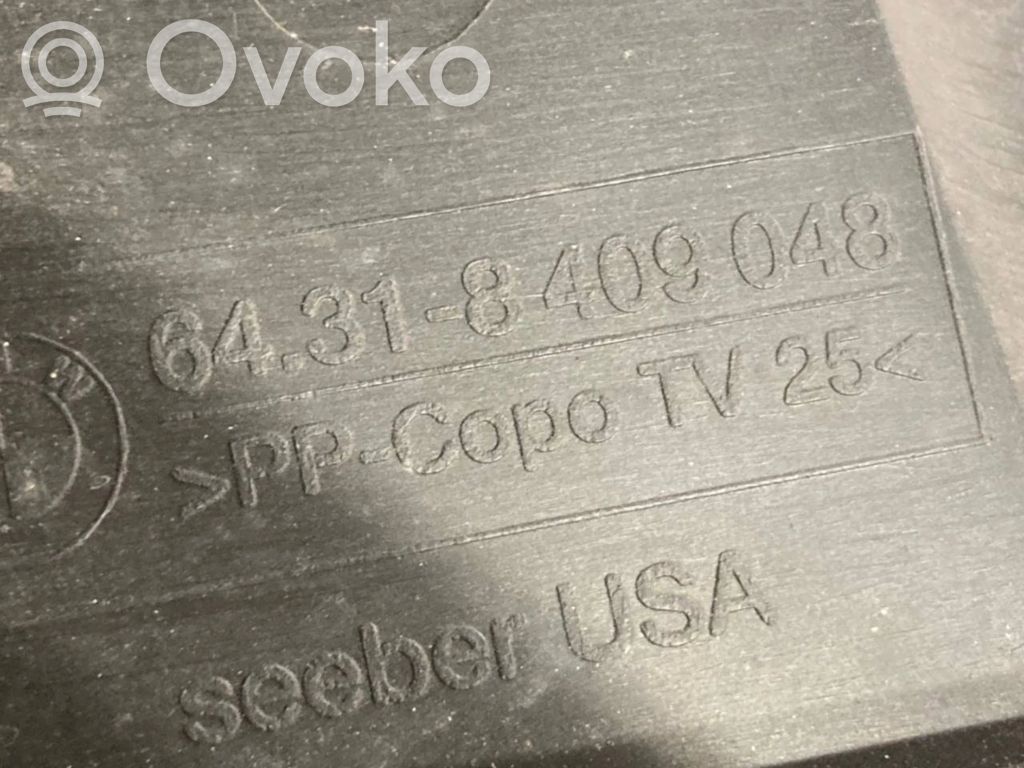 Ovoko
64.31-8 409 048
>PP-Copo TV 25<
seeber USA